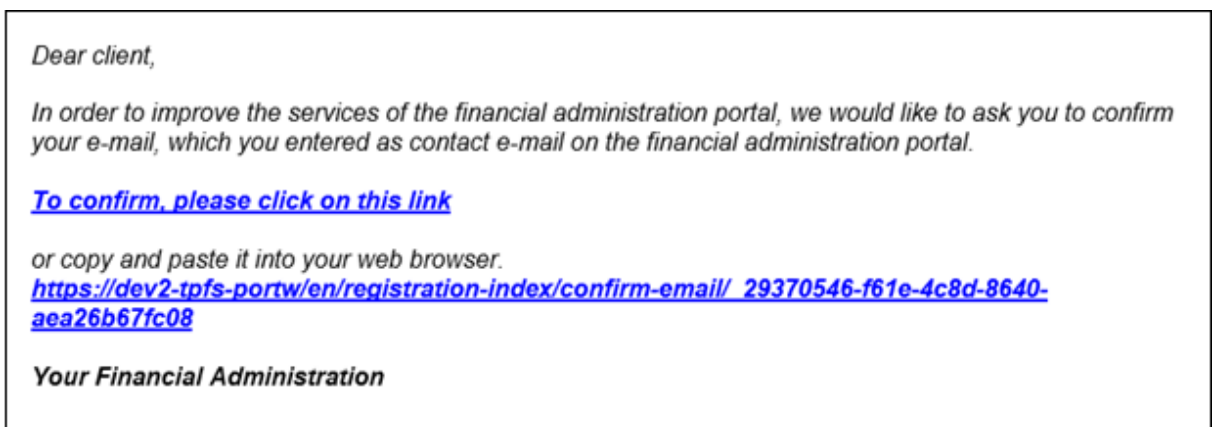 Dear client,
In order to improve the services of the financial administration portal, we would like to ask you to confirm
your e-mail, which you entered as contact e-mail on the financial administration portal.
To confirm, please click on this link
or copy and paste it into your web browser.
https://dev2-tpfs-portw/en/registration-index/confirm-email/_29370546-f61e-4c8d-8640-
aea26b67fc08
Your Financial Administration